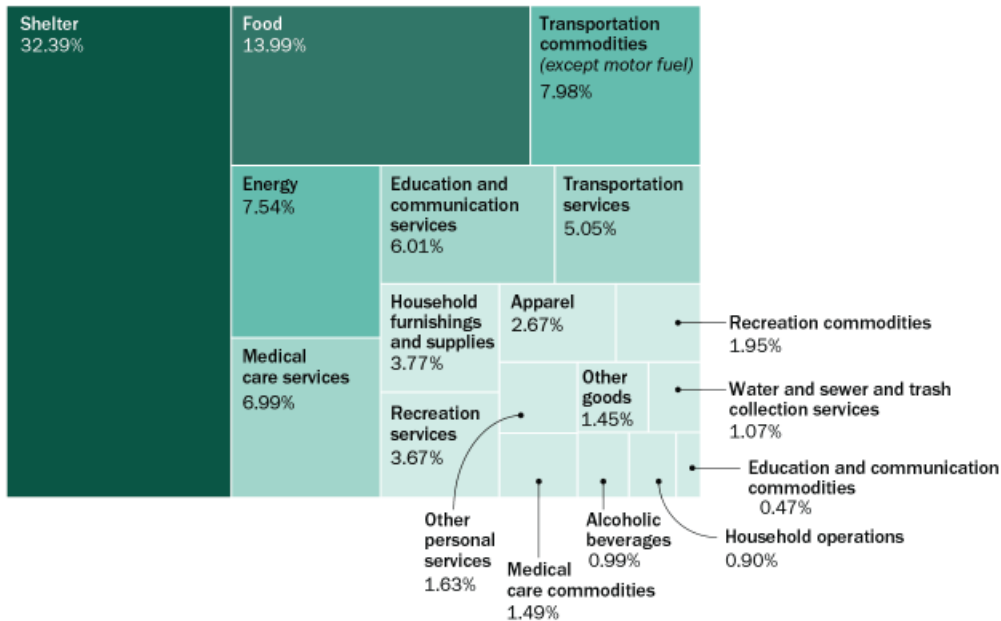 Shelter
32.39%
Food
13.99%
Transportation
commodities
(except motor fuel)
7.98%
Energy
7.54%
Education and
communication
services
6.01%
Transportation
services
5.05%
Medical
care services
6.99%
Household
furnishings
and supplies
3.77%
Apparel
2.67%
Recreation commodities
1.95%
Recreation
services
3.67%
Other
goods
1.45%
Water and sewer and trash
collection services
1.07%
Education and communication
commodities
0.47%
Other
personal
services
1.63%
Medical
care commodities
1.49%
Alcoholic
beverages
0.99%
Household operations
0.90%